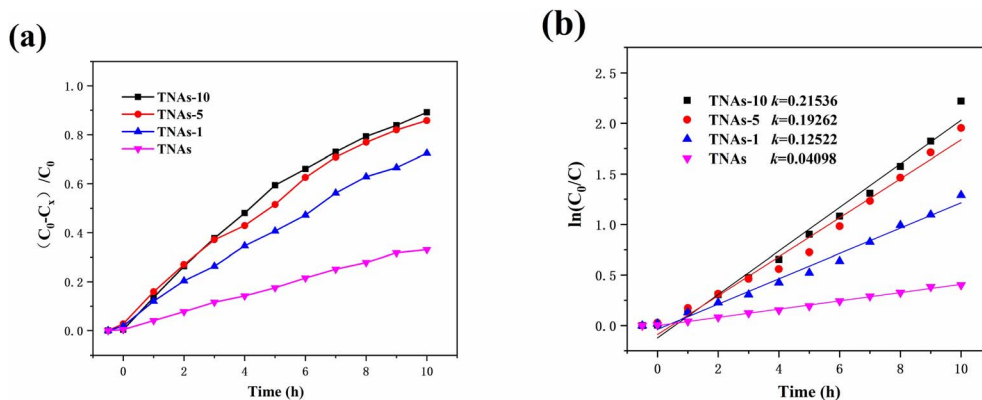 (a)
(C₀-Cₓ) /C₀
1.0
0.8
0.6
0.4
0.2
0.0
TNAs-10
TNAs-5
TNAs-1
TNAs
0 2 4 6 8 10
Time (h)
(b)
ln(C₀/C)
2.5
2.0
1.5
1.0
0.5
0.0
TNAs-10 k=0.21536
TNAs-5 k=0.19262
TNAs-1 k=0.12522
TNAs k=0.04098
0 2 4 6 8 10
Time (h)